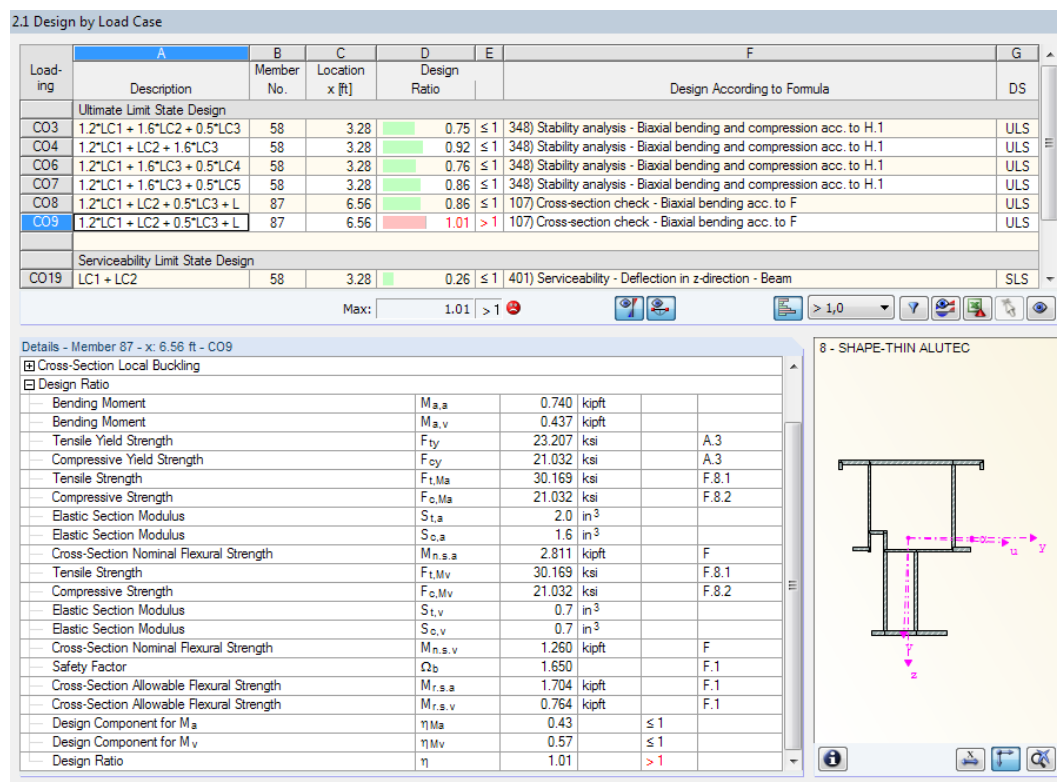 2.1 Design by Load Case
A B C D E F G
Load- Member Location Design
ing Description No. x [ft] Ratio Design According to Formula DS
Ultimate Limit State Design
CO3 1.2*LC1 + 1.6*LC2 + 0.5*LC3 58 3.28 0.75 ≤ 1 348) Stability analysis - Biaxial bending and compression acc. to H.1 ULS
CO4 1.2*LC1 + LC2 + 1.6*LC3 58 3.28 0.92 ≤ 1 348) Stability analysis - Biaxial bending and compression acc. to H.1 ULS
CO6 1.2*LC1 + 1.6*LC3 + 0.5*LC4 58 3.28 0.76 ≤ 1 348) Stability analysis - Biaxial bending and compression acc. to H.1 ULS
CO7 1.2*LC1 + 1.6*LC3 + 0.5*LC5 58 3.28 0.86 ≤ 1 348) Stability analysis - Biaxial bending and compression acc. to H.1 ULS
CO8 1.2*LC1 + LC2 + 0.5*LC3 + L 87 6.56 0.86 ≤ 1 107) Cross-section check - Biaxial bending acc. to F ULS
CO9 1.2*LC1 + LC2 + 0.5*LC3 + L 87 6.56 1.01 > 1 107) Cross-section check - Biaxial bending acc. to F ULS
Serviceability Limit State Design
CO19 LC1 + LC2 58 3.28 0.26 ≤ 1 401) Serviceability - Deflection in z-direction - Beam SLS
Max: 1.01 > 1 > 1,0
Details - Member 87 - x: 6.56 ft - CO9
8 - SHAPE-THIN ALUTEC
Cross-Section Local Buckling
Design Ratio
Bending Moment Ma,a 0.740 kipft
Bending Moment Ma,v 0.437 kipft
Tensile Yield Strength Fty 23.207 ksi A.3
Compressive Yield Strength Fcy 21.032 ksi A.3
Tensile Strength Ft,Ma 30.169 ksi F.8.1
Compressive Strength Fc,Ma 21.032 ksi F.8.2
Elastic Section Modulus St,a 2.0 in3
Elastic Section Modulus Sc,a 1.6 in3
Cross-Section Nominal Flexural Strength Mn.s.a 2.811 kipft F
Tensile Strength Ft,Mv 30.169 ksi F.8.1
Compressive Strength Fc,Mv 21.032 ksi F.8.2
Elastic Section Modulus St,v 0.7 in3
Elastic Section Modulus Sc,v 0.7 in3
Cross-Section Nominal Flexural Strength Mn.s.v 1.260 kipft F
Safety Factor Ωb 1.650 F.1
Cross-Section Allowable Flexural Strength Mr.s.a 1.704 kipft F.1
Cross-Section Allowable Flexural Strength Mr.s.v 0.764 kipft F.1
Design Component for Ma ηMa 0.43 ≤ 1
Design Component for Mv ηMv 0.57 ≤ 1
Design Ratio η 1.01 > 1
u y
z